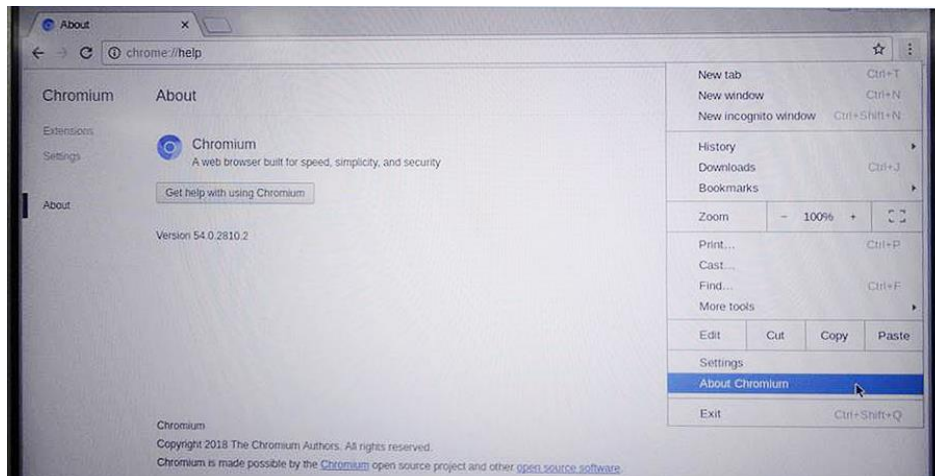 About
chrome://help
Chromium
About
Extensions
Settings
About
Chromium
A web browser built for speed, simplicity, and security
Get help with using Chromium
Version 54.0.2810.2
Chromium
Copyright 2018 The Chromium Authors. All rights reserved.
Chromium is made possible by the Chromium open source project and other open source software.
New tab Ctrl+T
New window Ctrl+N
New incognito window Ctrl+Shift+N
History
Downloads Ctrl+J
Bookmarks
Zoom - 100% +
Print... Ctrl+P
Cast...
Find... Ctrl+F
More tools
Edit Cut Copy Paste
Settings
About Chromium
Exit Ctrl+Shift+Q